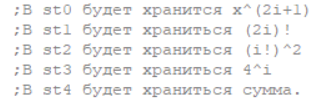 ;В st0 будет хранится x^(2i+1)
;В st1 будет храниться (2i)!
;В st2 будет храниться (i!)^2
;В st3 будет храниться 4^i
;В st4 будет храниться сумма.